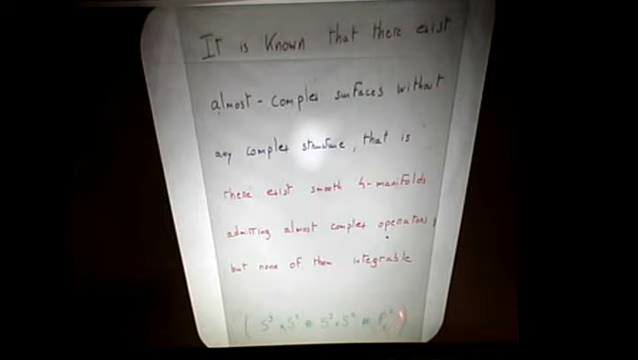 It is known that there exist
almost-complex surfaces without
any complex structure, that is
there exist smooth 4-manifolds
admitting almost complex operators,
but none of them integrable